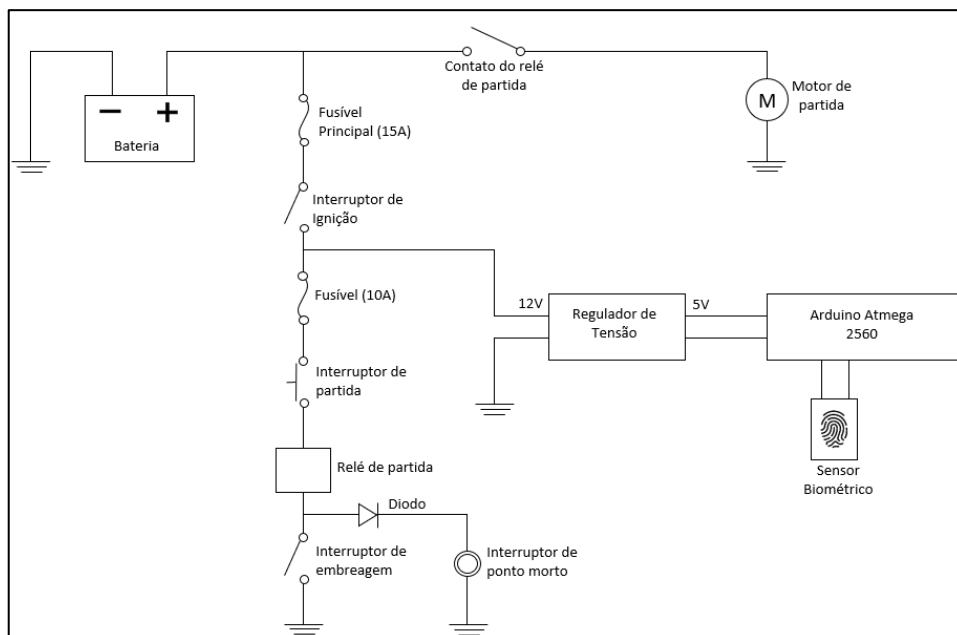 Contato do relé
de partida
Motor de
partida
M
Bateria
Fusível
Principal (15A)
Interruptor de
Ignição
Fusível (10A)
12V
Regulador de
Tensão
5V
Arduino Atmega
2560
Interruptor de
partida
Relé de partida
Sensor
Biométrico
Diodo
Interruptor de
embreagem
Interruptor de
ponto morto